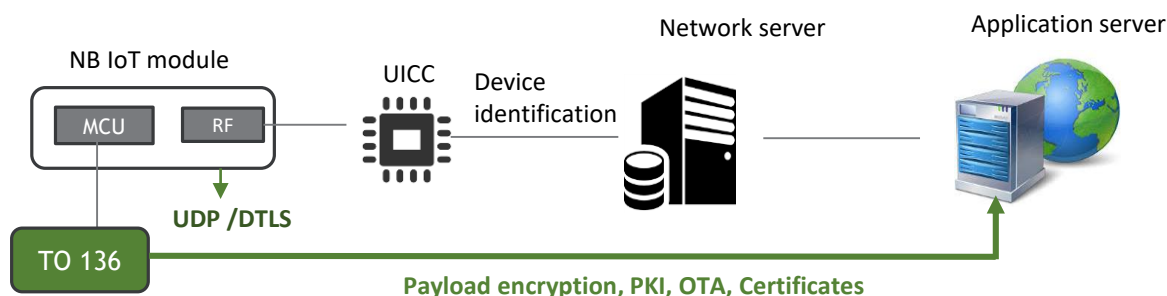 Application server
Network server
NB IoT module
UICC
Device
identification
MCU
RF
UDP /DTLS
TO 136
Payload encryption, PKI, OTA, Certificates